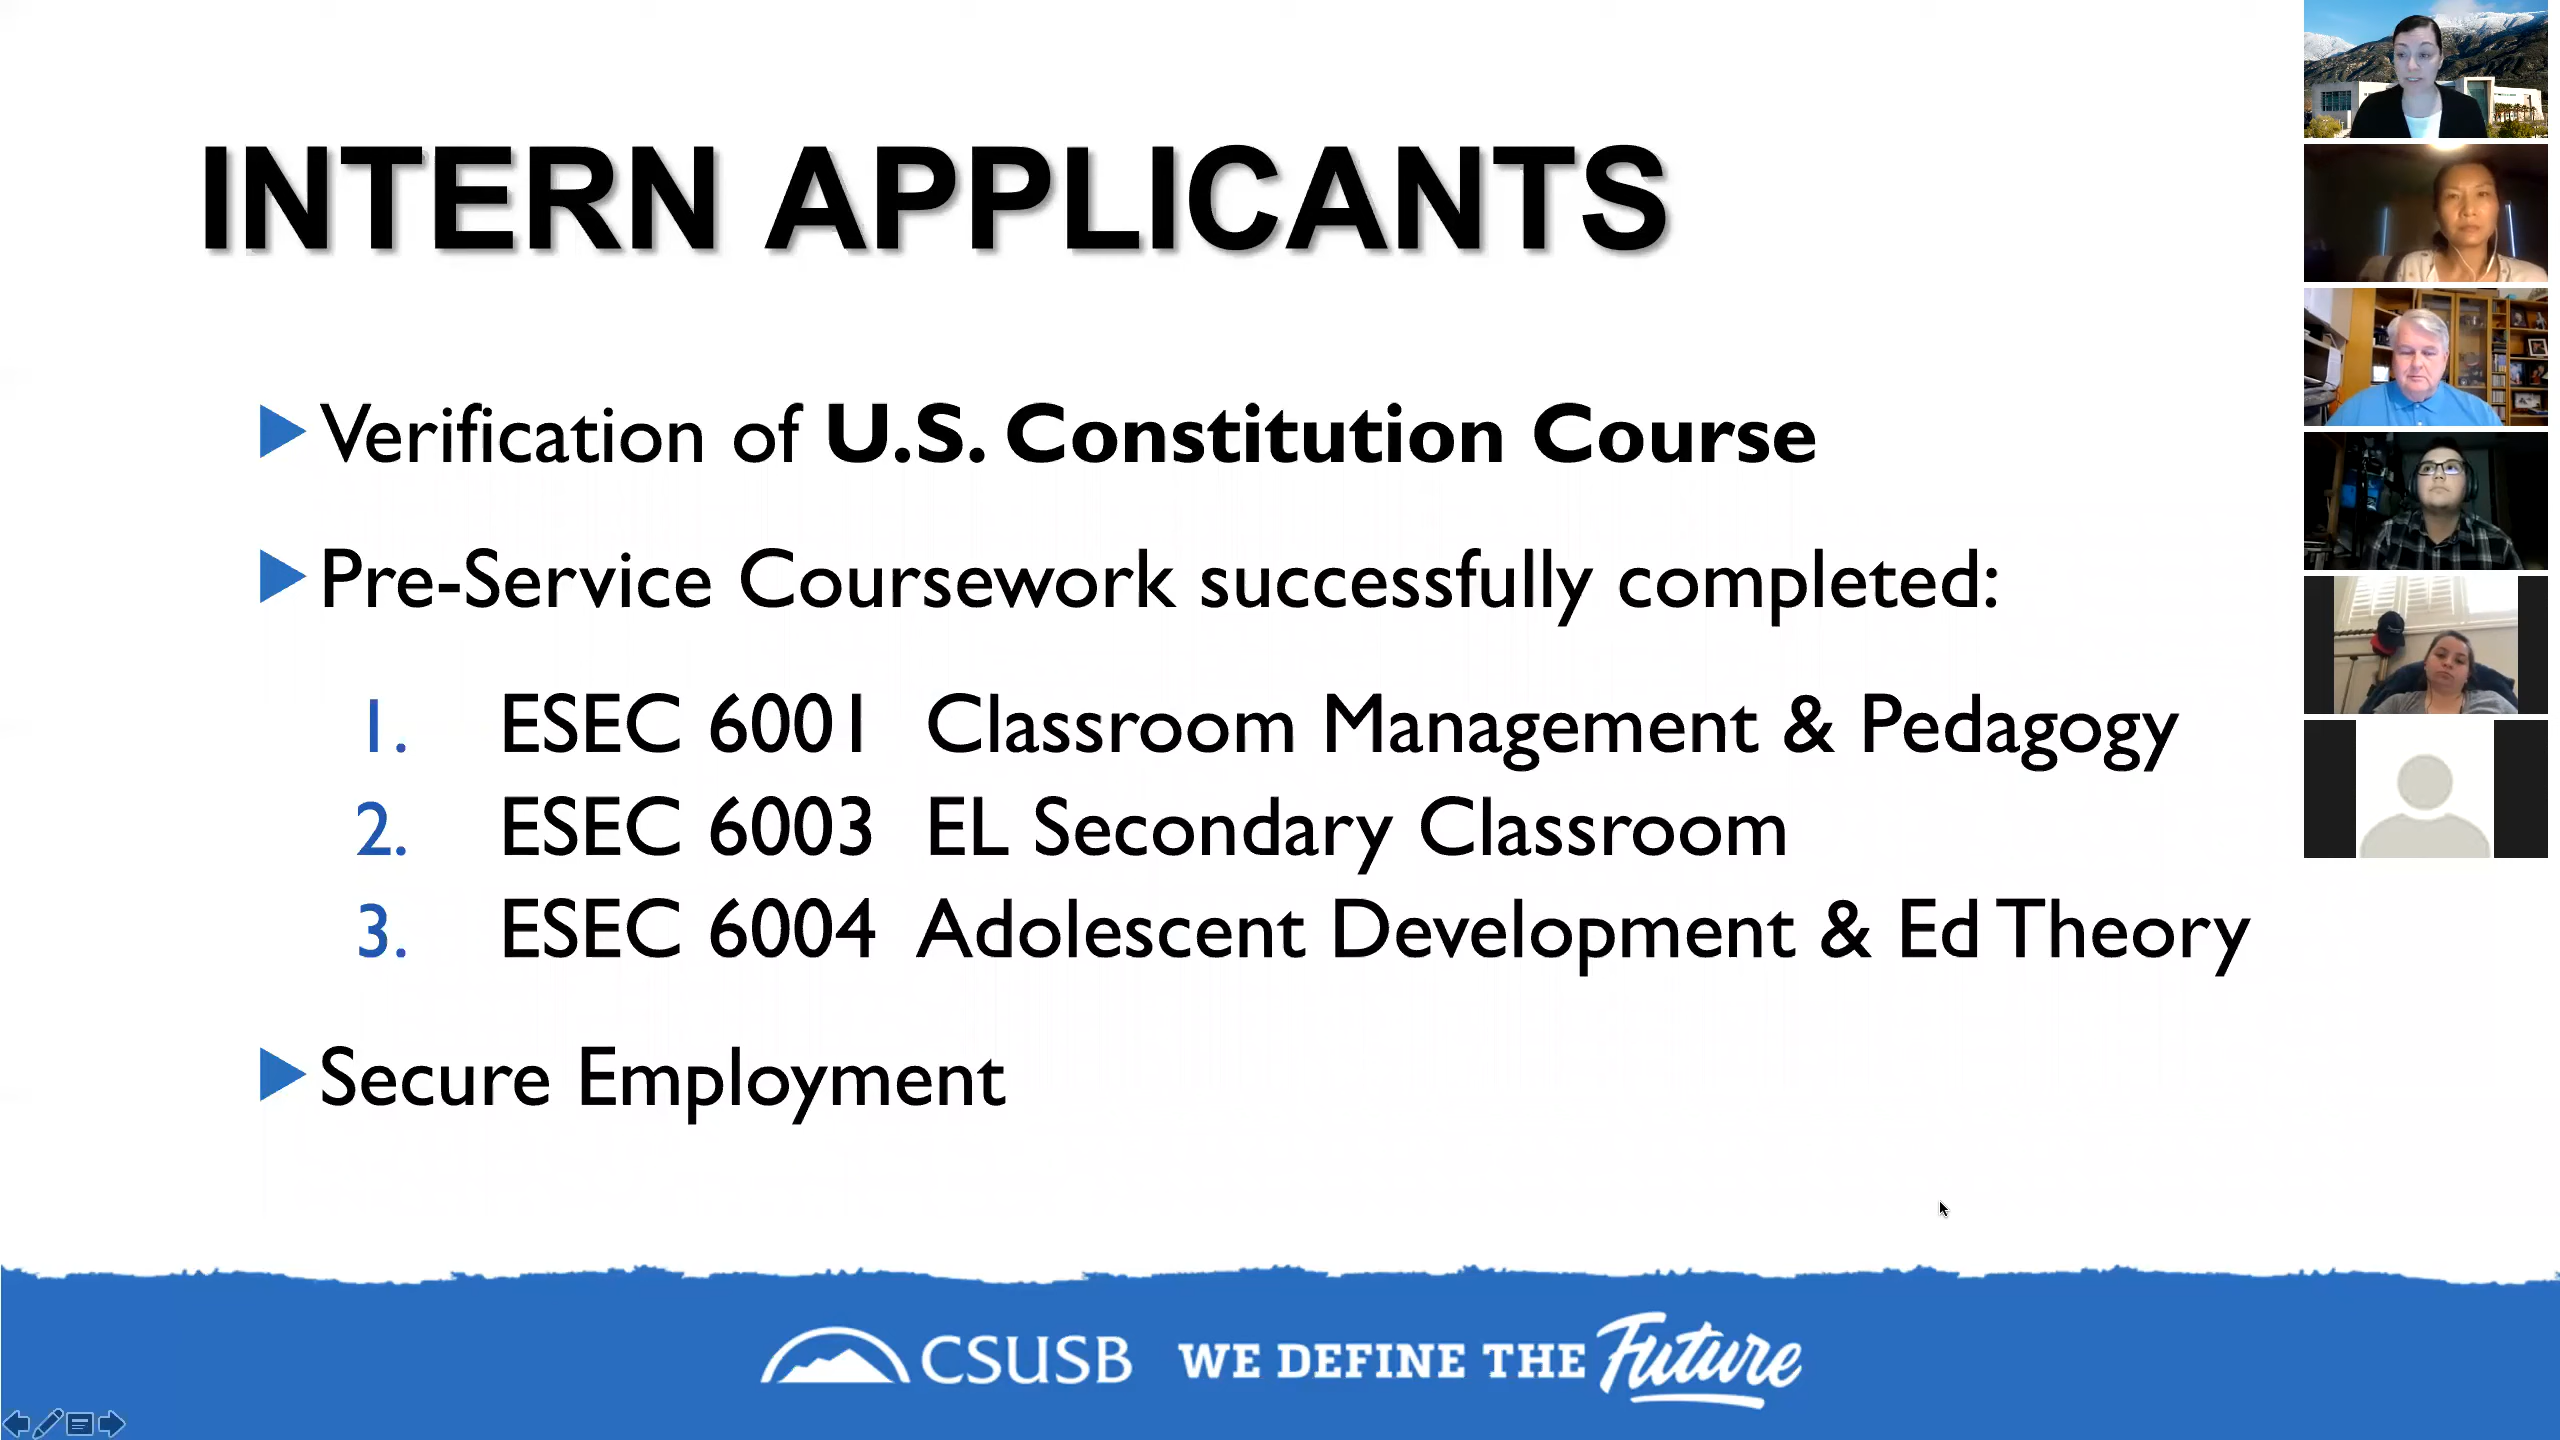 INTERN APPLICANTS
Verification of U.S. Constitution Course
Pre-Service Coursework successfully completed:
1. ESEC 6001 Classroom Management & Pedagogy
2. ESEC 6003 EL Secondary Classroom
3. ESEC 6004 Adolescent Development & Ed Theory
Secure Employment
CSUSB WE DEFINE THE Future